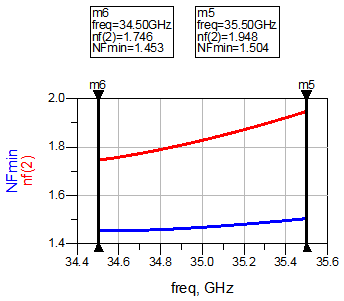 m6
freq=34.50GHz
nf(2)=1.746
NFmin=1.453
m5
freq=35.50GHz
nf(2)=1.948
NFmin=1.504
m6
m5
2.0
1.8
1.6
1.4
NFmin
nf(2)
34.4
34.6
34.8
35.0
35.2
35.4
35.6
freq, GHz